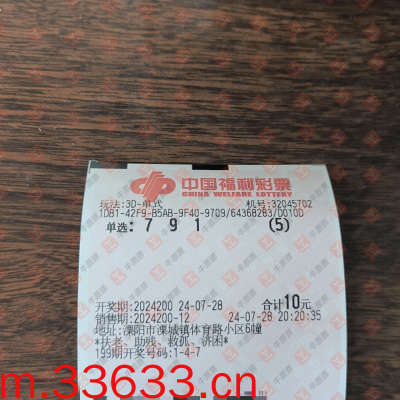 中国福利彩票
CHINA WELFARE LOTTERY
玩法:3D-单式 机号:32045702
1DB1-42F9-B5AB-9F40-9709/64368263/D010D
单选:7 9 1 (5)
开奖期:2024200 24-07-28 合计10元
销售期:2024200-12 24-07-28 20:20:35
地址:溧阳市溧城镇体育路小区6幢
*扶老、助残、救孤、济困*
199期开奖号码:1-4-7
m.33633.cn